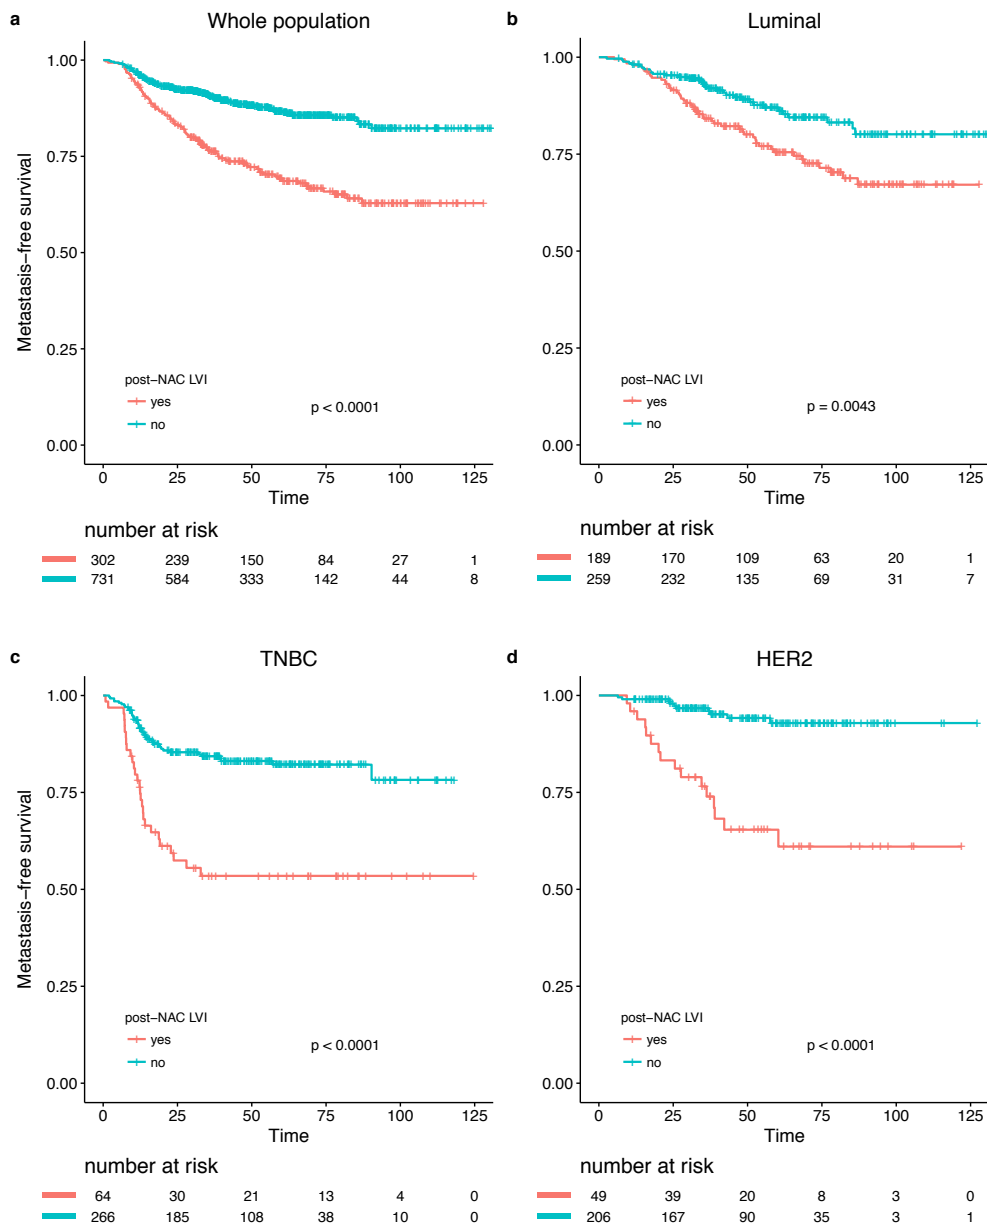 a
Whole population
1.00
0.75
0.50
0.25
0.00
Metastasis−free survival
post−NAC LVI
yes
no
p < 0.0001
0 25 50 75 100 125
Time
number at risk
302 239 150 84 27 1
731 584 333 142 44 8
b
Luminal
1.00
0.75
0.50
0.25
0.00
post−NAC LVI
yes
no
p = 0.0043
0 25 50 75 100 125
Time
number at risk
189 170 109 63 20 1
259 232 135 69 31 7
c
TNBC
1.00
0.75
0.50
0.25
0.00
Metastasis−free survival
post−NAC LVI
yes
no
p < 0.0001
0 25 50 75 100 125
Time
number at risk
64 30 21 13 4 0
266 185 108 38 10 0
d
HER2
1.00
0.75
0.50
0.25
0.00
post−NAC LVI
yes
no
p < 0.0001
0 25 50 75 100 125
Time
number at risk
49 39 20 8 3 0
206 167 90 35 3 1